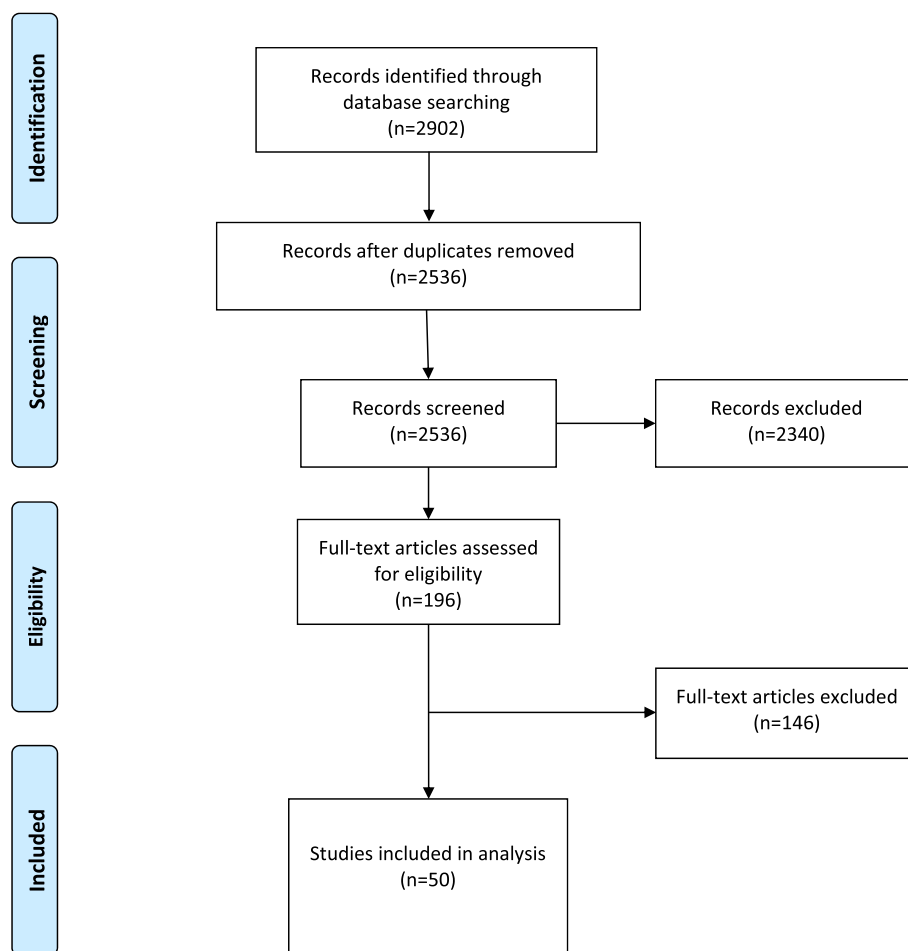 Identification
Records identified through
database searching
(n=2902)
Records after duplicates removed
(n=2536)
Screening
Records screened
(n=2536)
Records excluded
(n=2340)
Eligibility
Full-text articles assessed
for eligibility
(n=196)
Full-text articles excluded
(n=146)
Included
Studies included in analysis
(n=50)